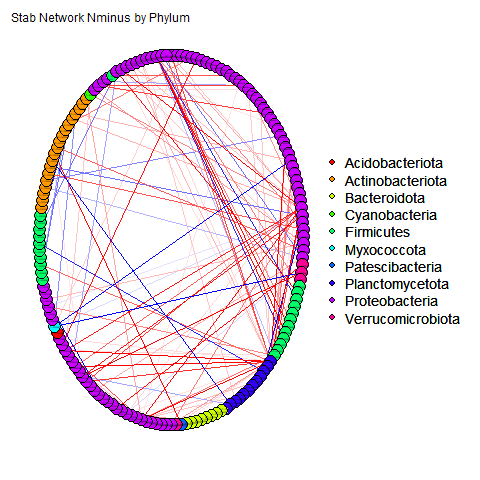 Stab Network Nminus by Phylum
Acidobacteriota
Actinobacteriota
Bacteroidota
Cyanobacteria
Firmicutes
Myxococcota
Patescibacteria
Planctomycetota
Proteobacteria
Verrucomicrobiota